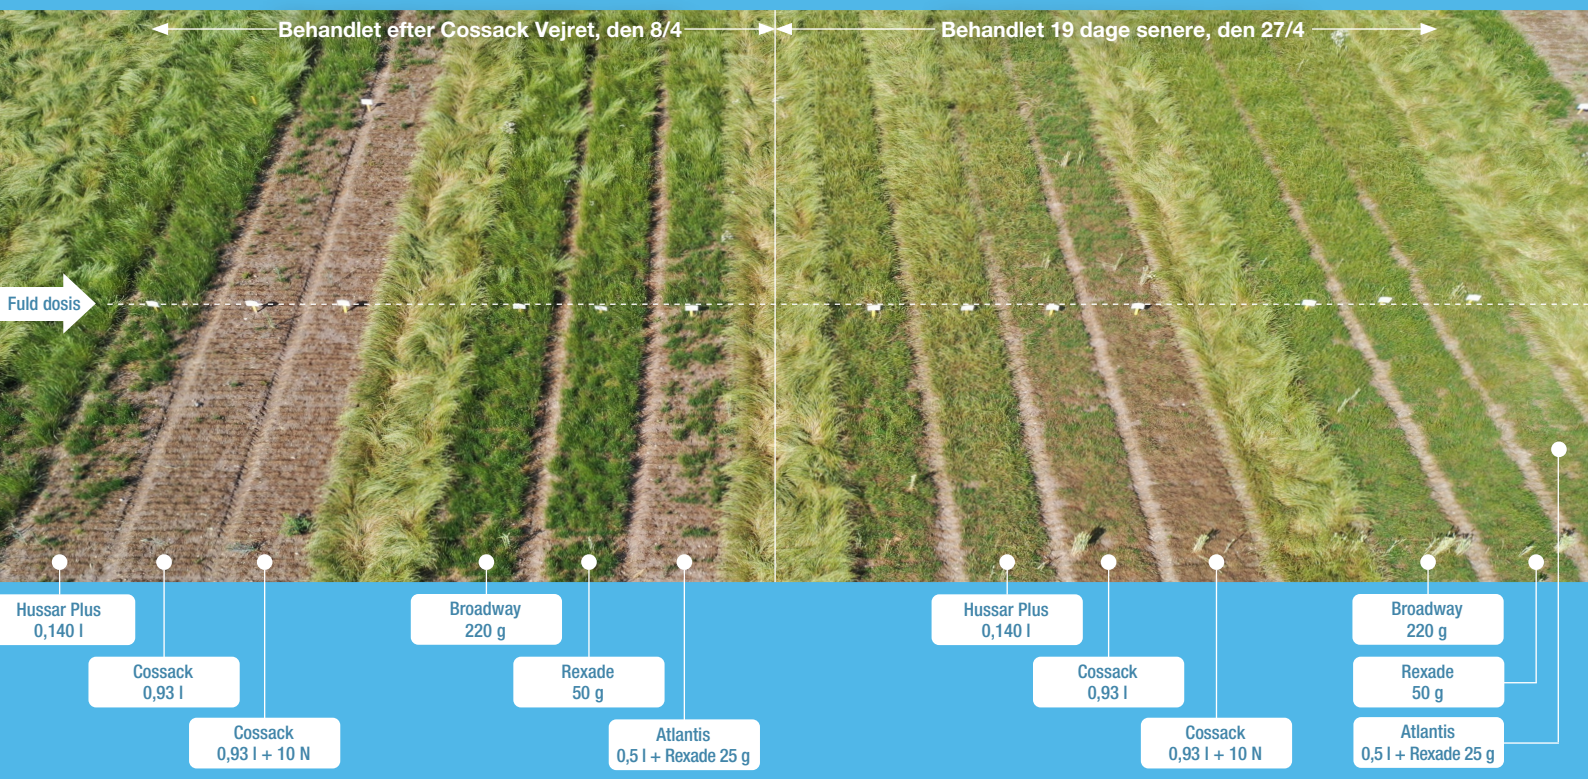 Behandlet efter Cossack Vejret, den 8/4
Behandlet 19 dage senere, den 27/4
Fuld dosis
Hussar Plus
0,140 l
Cossack
0,93 l
Cossack
0,93 l + 10 N
Broadway
220 g
Rexade
50 g
Atlantis
0,5 l + Rexade 25 g
Hussar Plus
0,140 l
Cossack
0,93 l
Cossack
0,93 l + 10 N
Broadway
220 g
Rexade
50 g
Atlantis
0,5 l + Rexade 25 g